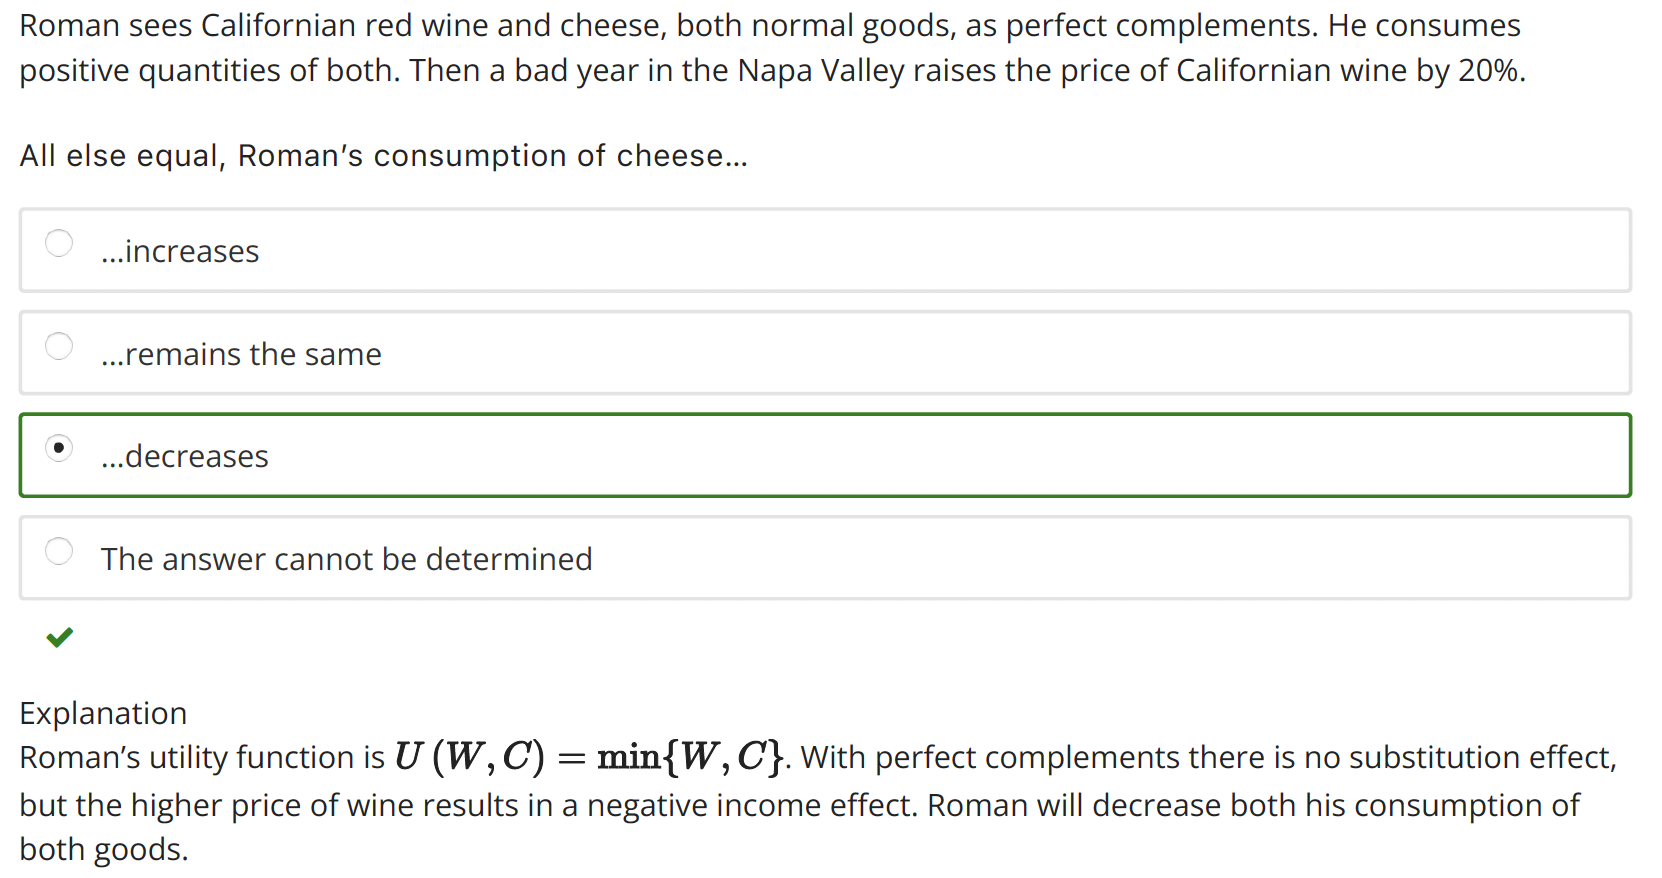 Roman sees Californian red wine and cheese, both normal goods, as perfect complements. He consumes
positive quantities of both. Then a bad year in the Napa Valley raises the price of Californian wine by 20%.
All else equal, Roman's consumption of cheese...
...increases
...remains the same
...decreases
The answer cannot be determined
Explanation
Roman's utility function is U (W, C) = min{W, C}. With perfect complements there is no substitution effect,
but the higher price of wine results in a negative income effect. Roman will decrease both his consumption of
both goods.